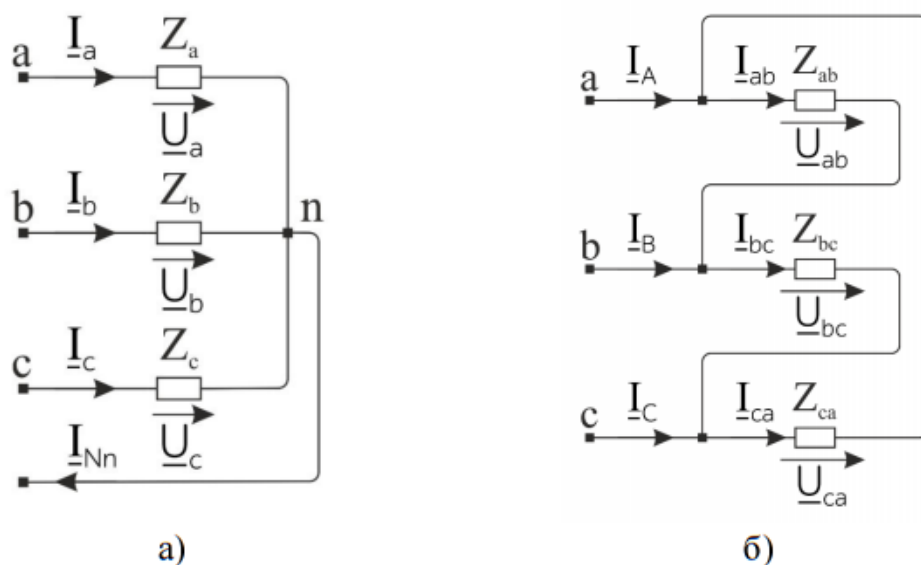 I_a Z_a
a
U_a
I_b Z_b
b n
U_b
I_c Z_c
c
U_c
I_Nn
а)
I_A I_ab Z_ab
a
U_ab
I_B I_bc Z_bc
b
U_bc
I_C I_ca Z_ca
c
U_ca
б)